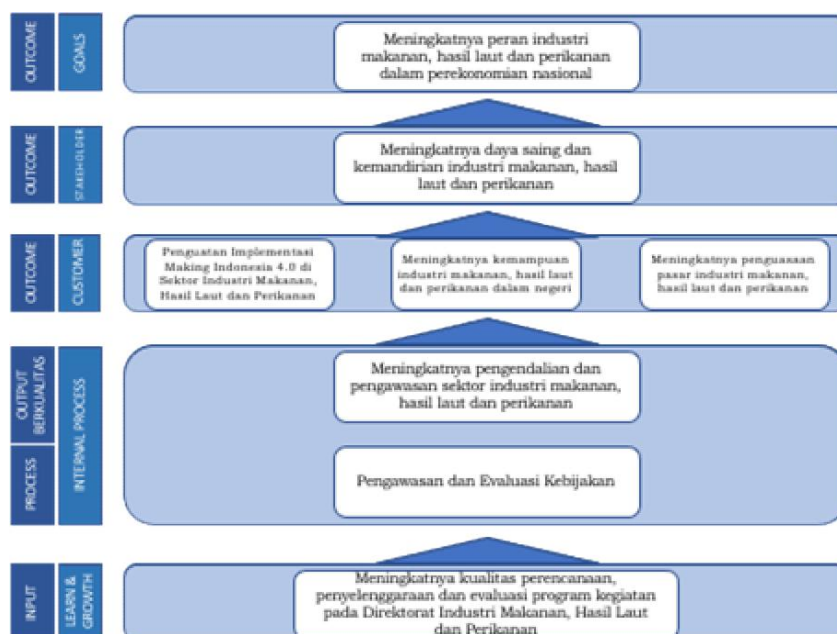 OUTCOME
GOALS
Meningkatnya peran industri
makanan, hasil laut dan perikanan
dalam perekonomian nasional
OUTCOME
STAKEHOLDER
Meningkatnya daya saing dan
kemandirian industri makanan, hasil
laut dan perikanan
OUTCOME
CUSTOMER
Penguatan Implementasi
Making Indonesia 4.0 di
Sektor Industri Makanan,
Hasil Laut dan Perikanan
Meningkatnya kemampuan
industri makanan, hasil laut
dan perikanan dalam negeri
Meningkatnya penguasaan
pasar industri makanan,
hasil laut dan perikanan
OUTPUT
BERKUALITAS
INTERNAL PROCESS
Meningkatnya pengendalian dan
pengawasan sektor industri makanan,
hasil laut dan perikanan
PROCESS
Pengawasan dan Evaluasi Kebijakan
INPUT
LEARN &
GROWTH
Meningkatnya kualitas perencanaan,
penyelenggaraan dan evaluasi program kegiatan
pada Direktorat Industri Makanan, Hasil Laut
dan Perikanan